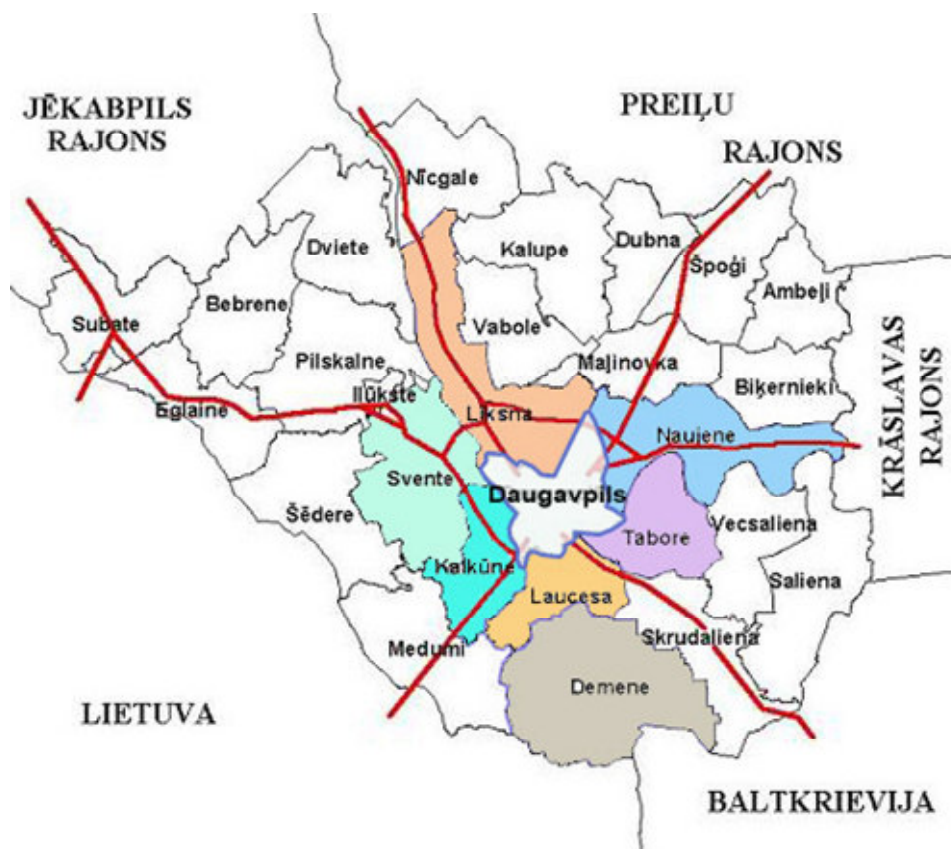 JĒKABPILS
RAJONS
PREIĻU
RAJONS
Nīcgale
Dviete
Kalupe
Dubna
Špoģi
Ambeļi
Bebrene
Subate
Vabole
Pilskalne
Maļinovka
Biķernieki
KRĀSLAVAS
RAJONS
Eglaine
Ilūkste
Līksna
Naujene
Svente
Daugavpils
Šēdere
Tabore
Vecsaliena
Kalkūne
Laucesa
Saliena
Medumi
Skrudaliena
Demene
LIETUVA
BALTKRIEVIJA